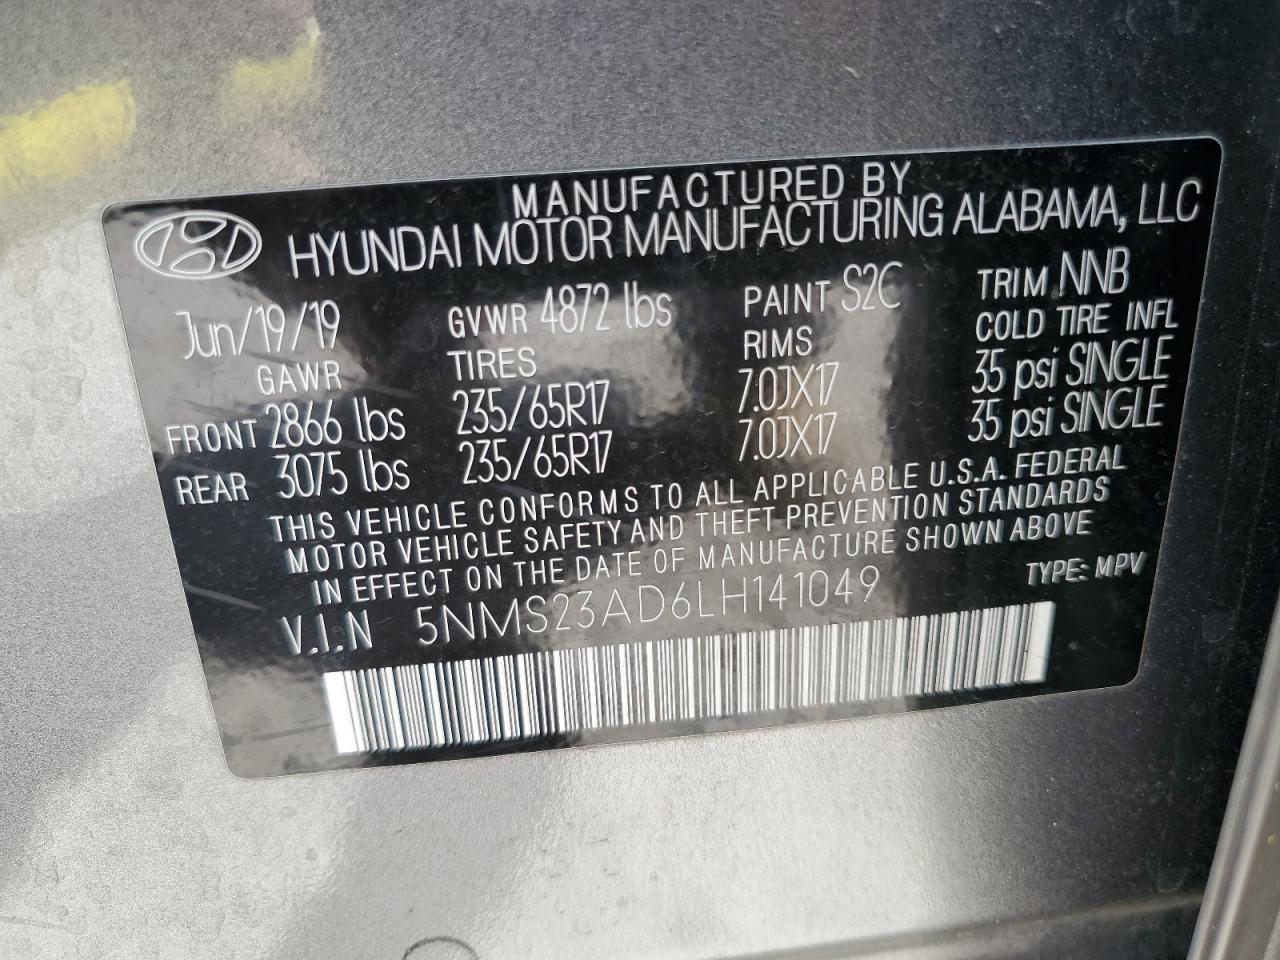 MANUFACTURED BY
HYUNDAI MOTOR MANUFACTURING ALABAMA, LLC
Jun/19/19 GVWR 4872 lbs PAINT S2C TRIM NNB
GAWR TIRES RIMS COLD TIRE INFL
FRONT 2866 lbs 235/65R17 7.0JX17 35 psi SINGLE
REAR 3075 lbs 235/65R17 7.0JX17 35 psi SINGLE
THIS VEHICLE CONFORMS TO ALL APPLICABLE U.S.A. FEDERAL
MOTOR VEHICLE SAFETY AND THEFT PREVENTION STANDARDS
IN EFFECT ON THE DATE OF MANUFACTURE SHOWN ABOVE
V.I.N 5NMS23AD6LH141049 TYPE: MPV